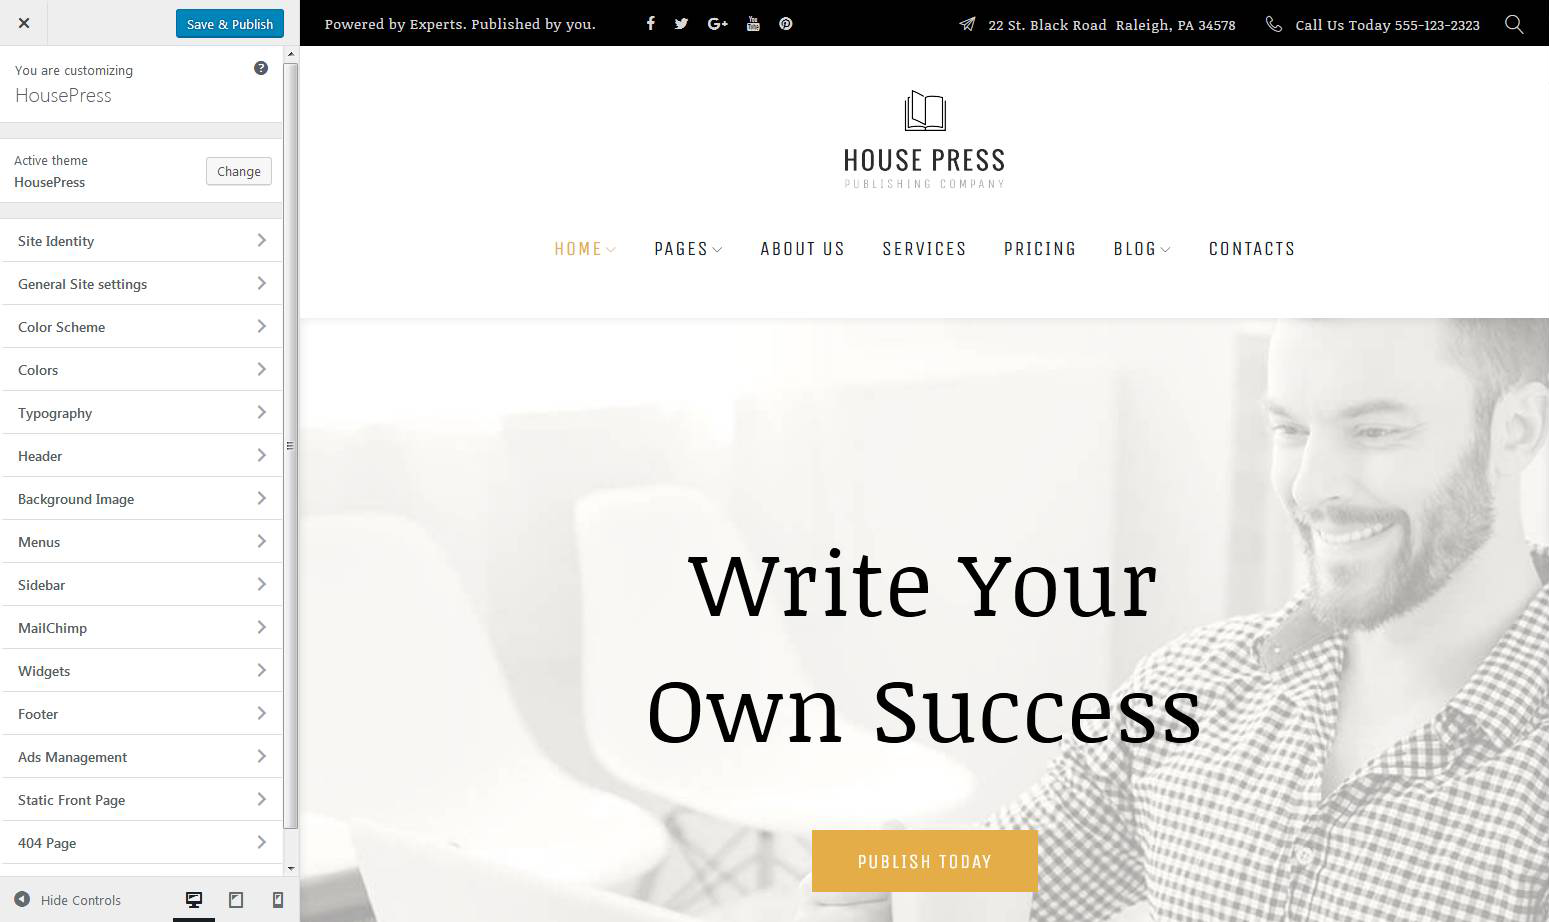 Save & Publish
You are customizing
HousePress
Active theme
HousePress
Change
Site Identity
General Site settings
Color Scheme
Colors
Typography
Header
Background Image
Menus
Sidebar
MailChimp
Widgets
Footer
Ads Management
Static Front Page
404 Page
Hide Controls
Powered by Experts. Published by you.
22 St. Black Road Raleigh, PA 34578
Call Us Today 555-123-2323
HOUSE PRESS
PUBLISHING COMPANY
HOME PAGES ABOUT US SERVICES PRICING BLOG CONTACTS
Write Your
Own Success
PUBLISH TODAY